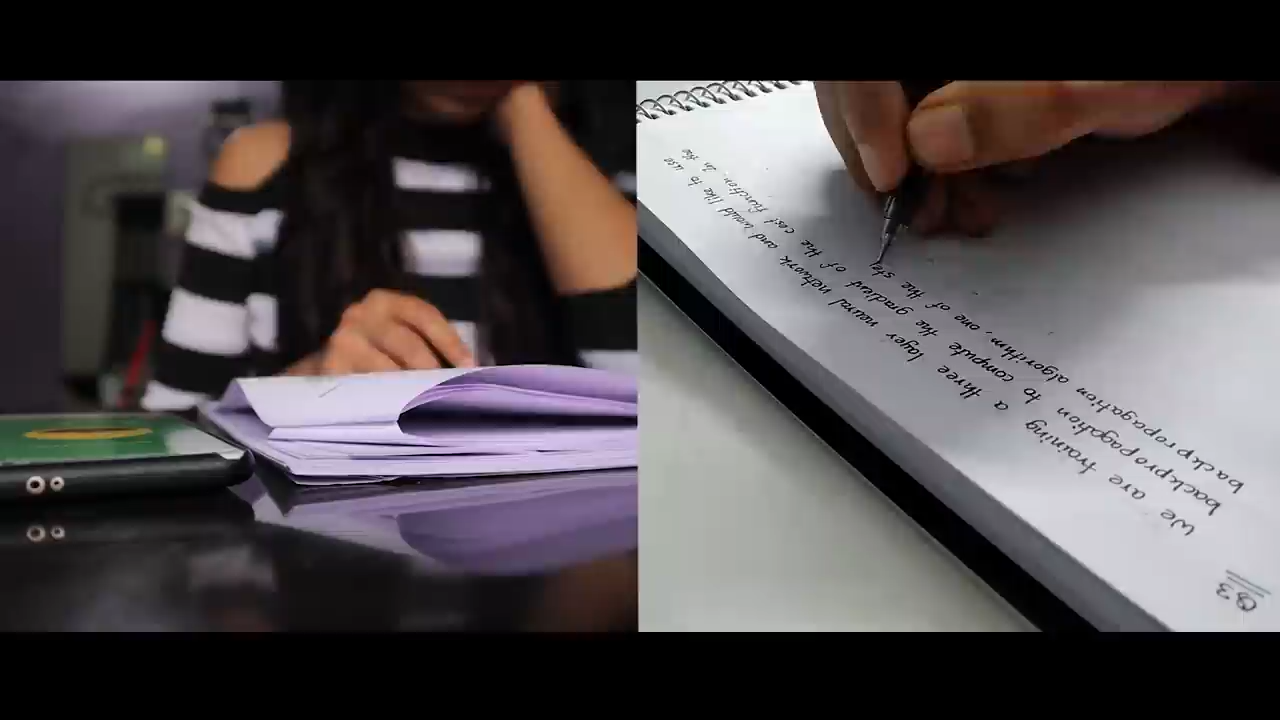 Q3
We are training a three layer neural network and would like to use
backpropagation to compute the gradient of the cost function. In the
backpropagation algorithm, one of the ste